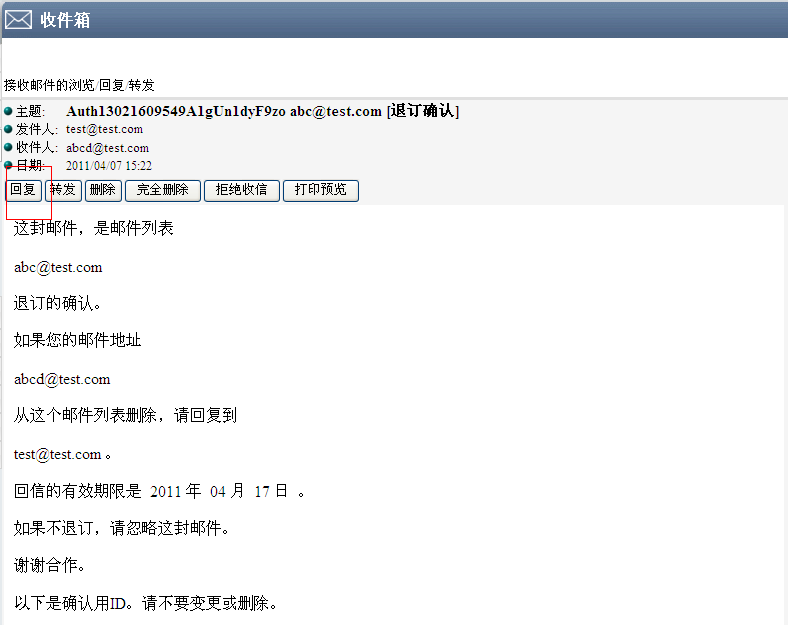 收件箱
接收邮件的浏览/回复/转发
主题: Auth13021609549A1gUn1dyF9zo abc@test.com [退订确认]
发件人: test@test.com
收件人: abcd@test.com
日期: 2011/04/07 15:22
回复 转发 删除 完全删除 拒绝收信 打印预览
这封邮件，是邮件列表
abc@test.com
退订的确认。
如果您的邮件地址
abcd@test.com
从这个邮件列表删除，请回复到
test@test.com 。
回信的有效期限是 2011 年 04 月 17 日 。
如果不退订，请忽略这封邮件。
谢谢合作。
以下是确认用ID。请不要变更或删除。